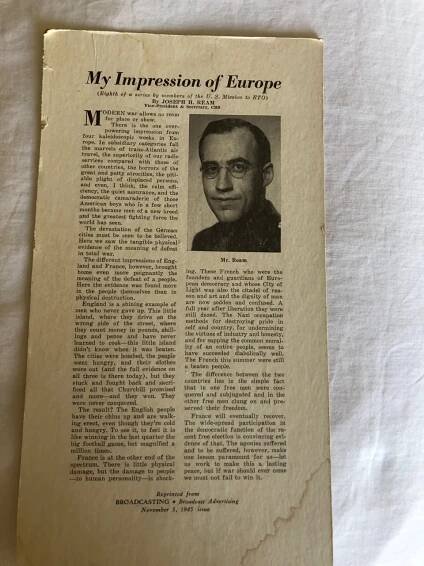 My Impression of Europe
(Eighth of a series by members of the U. S. Mission to ETO)
By JOSEPH H. REAM
Vice-President & Secretary, CBS
MODERN war allows no room
for place or show.
There is the one over-
powering impression from
four kaleidoscopic weeks in Eu-
rope. In subsidiary categories fall
the marvels of trans-Atlantic air
travel, the superiority of our radio
services compared with those of
other countries, the horrors of the
great and petty atrocities, the piti-
able plight of displaced persons,
and even, I think, the calm effi-
ciency, the quiet assurance, and the
democratic camaraderie of those
American boys who in a few short
months became men of a new breed
and the greatest fighting force the
world has seen.
The devastation of the German
cities must be seen to be believed.
Here we saw the tangible physical
evidence of the meaning of defeat
in total war.
The different impressions of Eng-
land and France, however, brought
home even more poignantly the
meaning of the defeat of a people.
Here the evidence was found more
in the people themselves than in
physical destruction.
England is a shining example of
men who never gave up. This little
island, where they drive on the
wrong side of the street, where
they count money in pounds, shill-
ings and pence and have never
learned to cook—this little island
didn't know when it was beaten.
The cities were bombed, the people
went hungry, and their clothes
wore out (and the full evidence on
all three is there today), but they
stuck and fought back and sacri-
ficed all that Churchill promised
and more—and they won. They
were never conquered.
The result? The English people
have their chins up and are walk-
ing erect, even though they're cold
and hungry. To see it, to feel it is
like winning in the last quarter the
big football game, but magnified a
million times.
France is at the other end of the
spectrum. There is little physical
damage, but the damage to people
—to human personality—is shock-
Mr. Ream
ing. These French who were the
founders and guardians of Euro-
pean democracy and whose City of
Light was also the citadel of rea-
son and art and the dignity of man
are now sodden and confused. A
full year after liberation they were
still dazed. The Nazi occupation
methods for destroying pride in
self and country, for undermining
the virtues of industry and honesty,
and for sapping the common moral-
ity of an entire people, seems to
have succeeded diabolically well.
The French this summer were still
a beaten people.
The difference between the two
countries lies in the simple fact
that in one free men were con-
quered and subjugated and in the
other free men clung on and pre-
served their freedom.
France will eventually recover.
The wide-spread participation in
the democratic function of the re-
cent free election is convincing evi-
dence of that. The agonies suffered
and to be suffered, however, make
one lesson paramount for us—let
us work to make this a lasting
peace, but if war should ever come
we must not fail to win it.
Reprinted from
BROADCASTING • Broadcast Advertising
November 5, 1945 issue